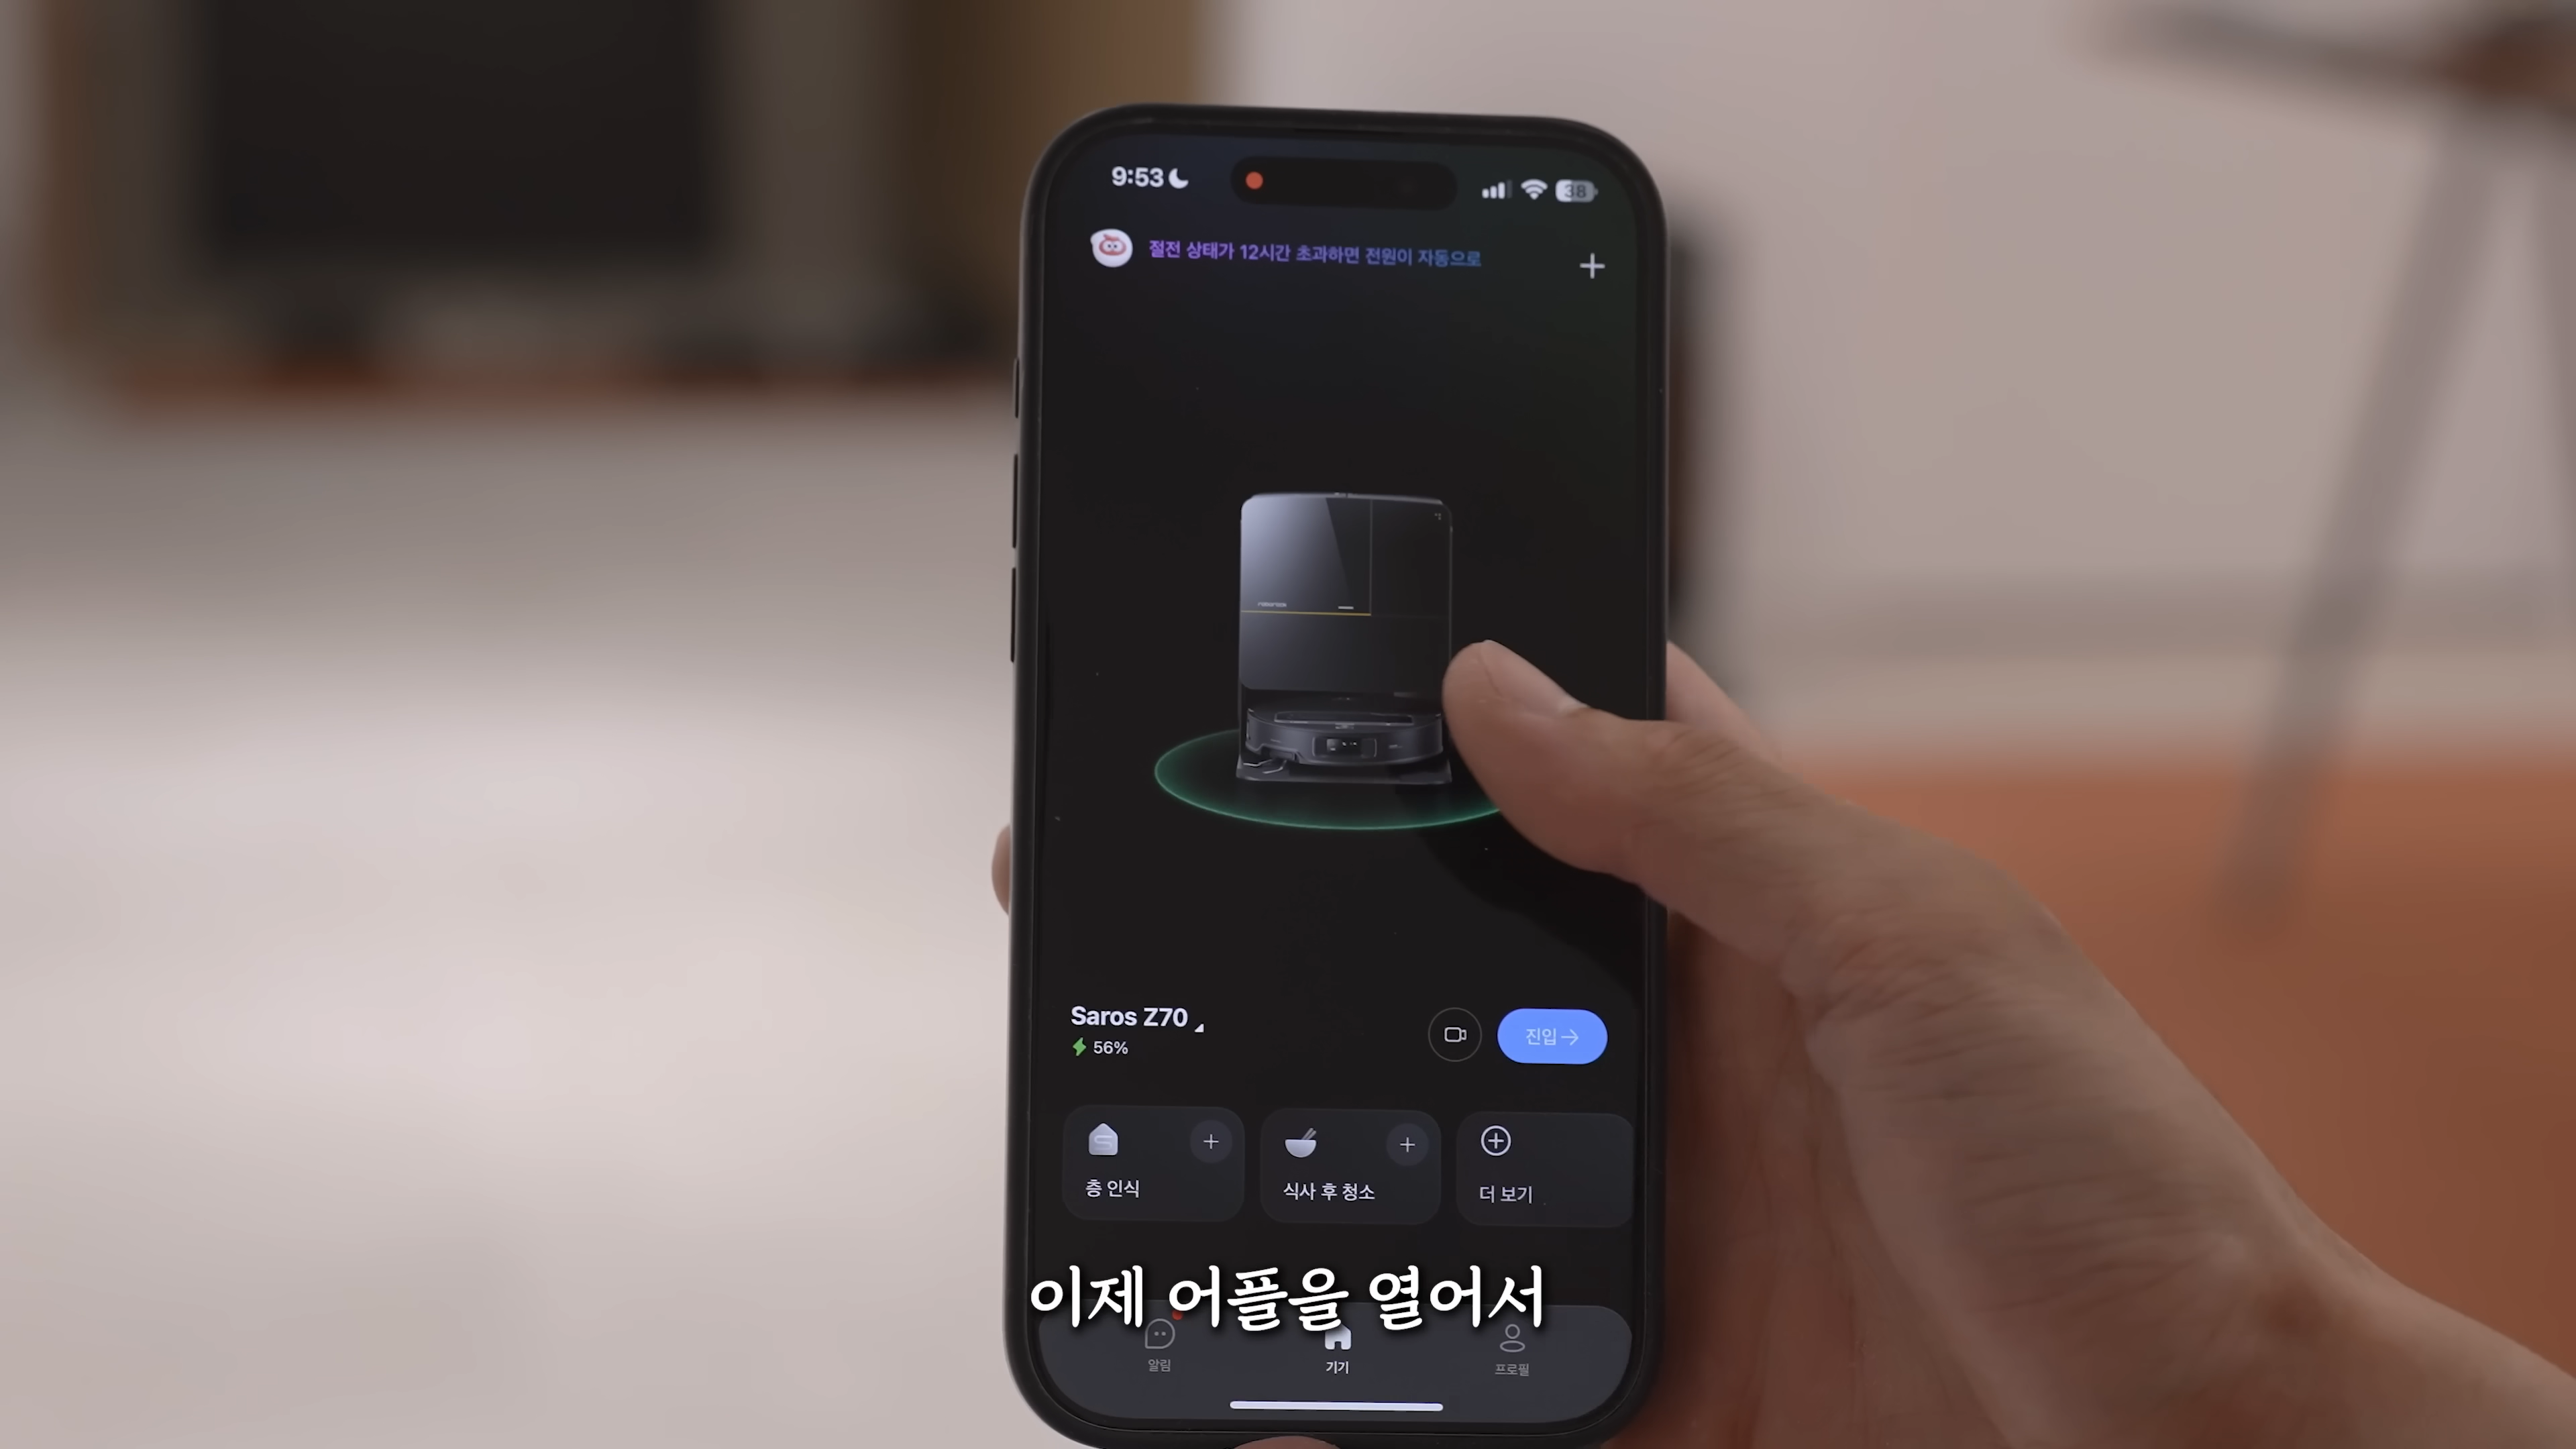 9:53
38
절전 상태가 12시간 초과하면 전원이 자동으로
Saros Z70
56%
진입
층 인식
식사 후 청소
더 보기
이제 어플을 열어서
알림
기기
프로필